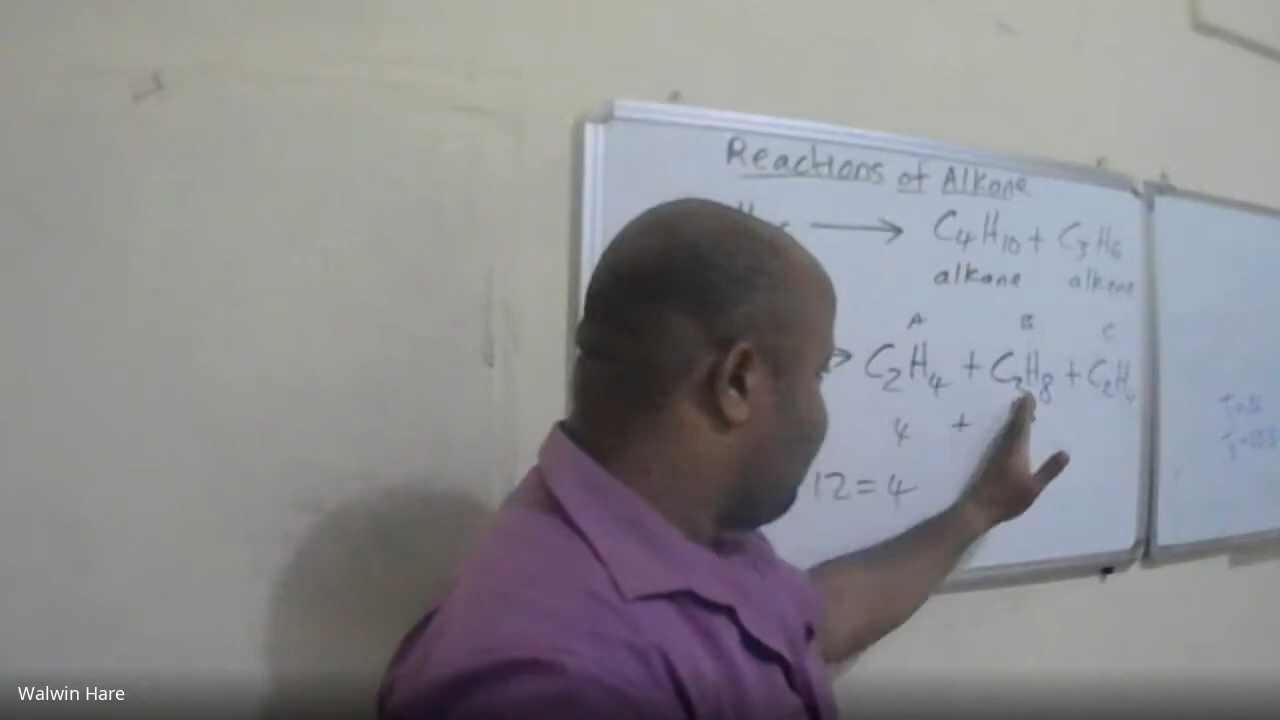 Reactions of Alkane
H → C₄H₁₀ + C₃H₆
alkane alkene
A B C
→ C₂H₄ + C₃H₈ + C₂H₄
4 +
12 = 4
Walwin Hare